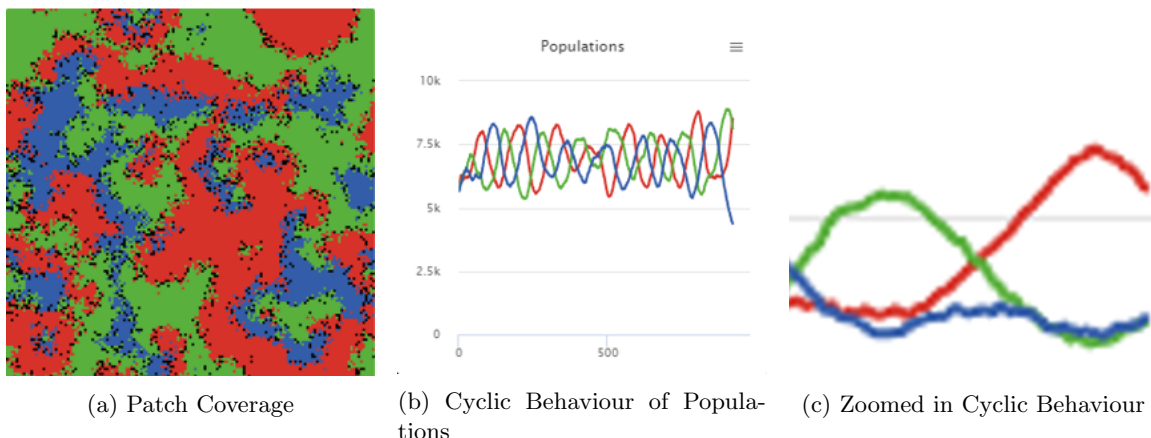 Populations
10k
7.5k
5k
2.5k
0
0
500
(a) Patch Coverage
(b) Cyclic Behaviour of Popula-
tions
(c) Zoomed in Cyclic Behaviour